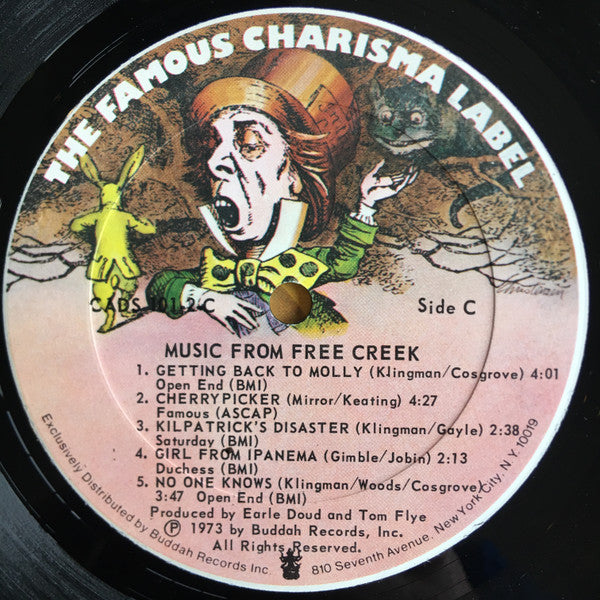 THE FAMOUS CHARISMA LABEL
CADS 101-2-C
Side C
MUSIC FROM FREE CREEK
1. GETTING BACK TO MOLLY (Klingman/Cosgrove) 4:01
Open End (BMI)
2. CHERRYPICKER (Mirror/Keating) 4:27
Famous (ASCAP)
3. KILPATRICK'S DISASTER (Klingman/Gayle) 2:38
Saturday (BMI)
4. GIRL FROM IPANEMA (Gimble/Jobin) 2:13
Duchess (BMI)
5. NO ONE KNOWS (Klingman/Woods/Cosgrove)
3:47 Open End (BMI)
Produced by Earle Doud and Tom Flye
Ⓟ 1973 by Buddah Records, Inc.
All Rights Reserved.
Exclusively Distributed by Buddah Records Inc. 810 Seventh Avenue, New York City, N.Y. 10019